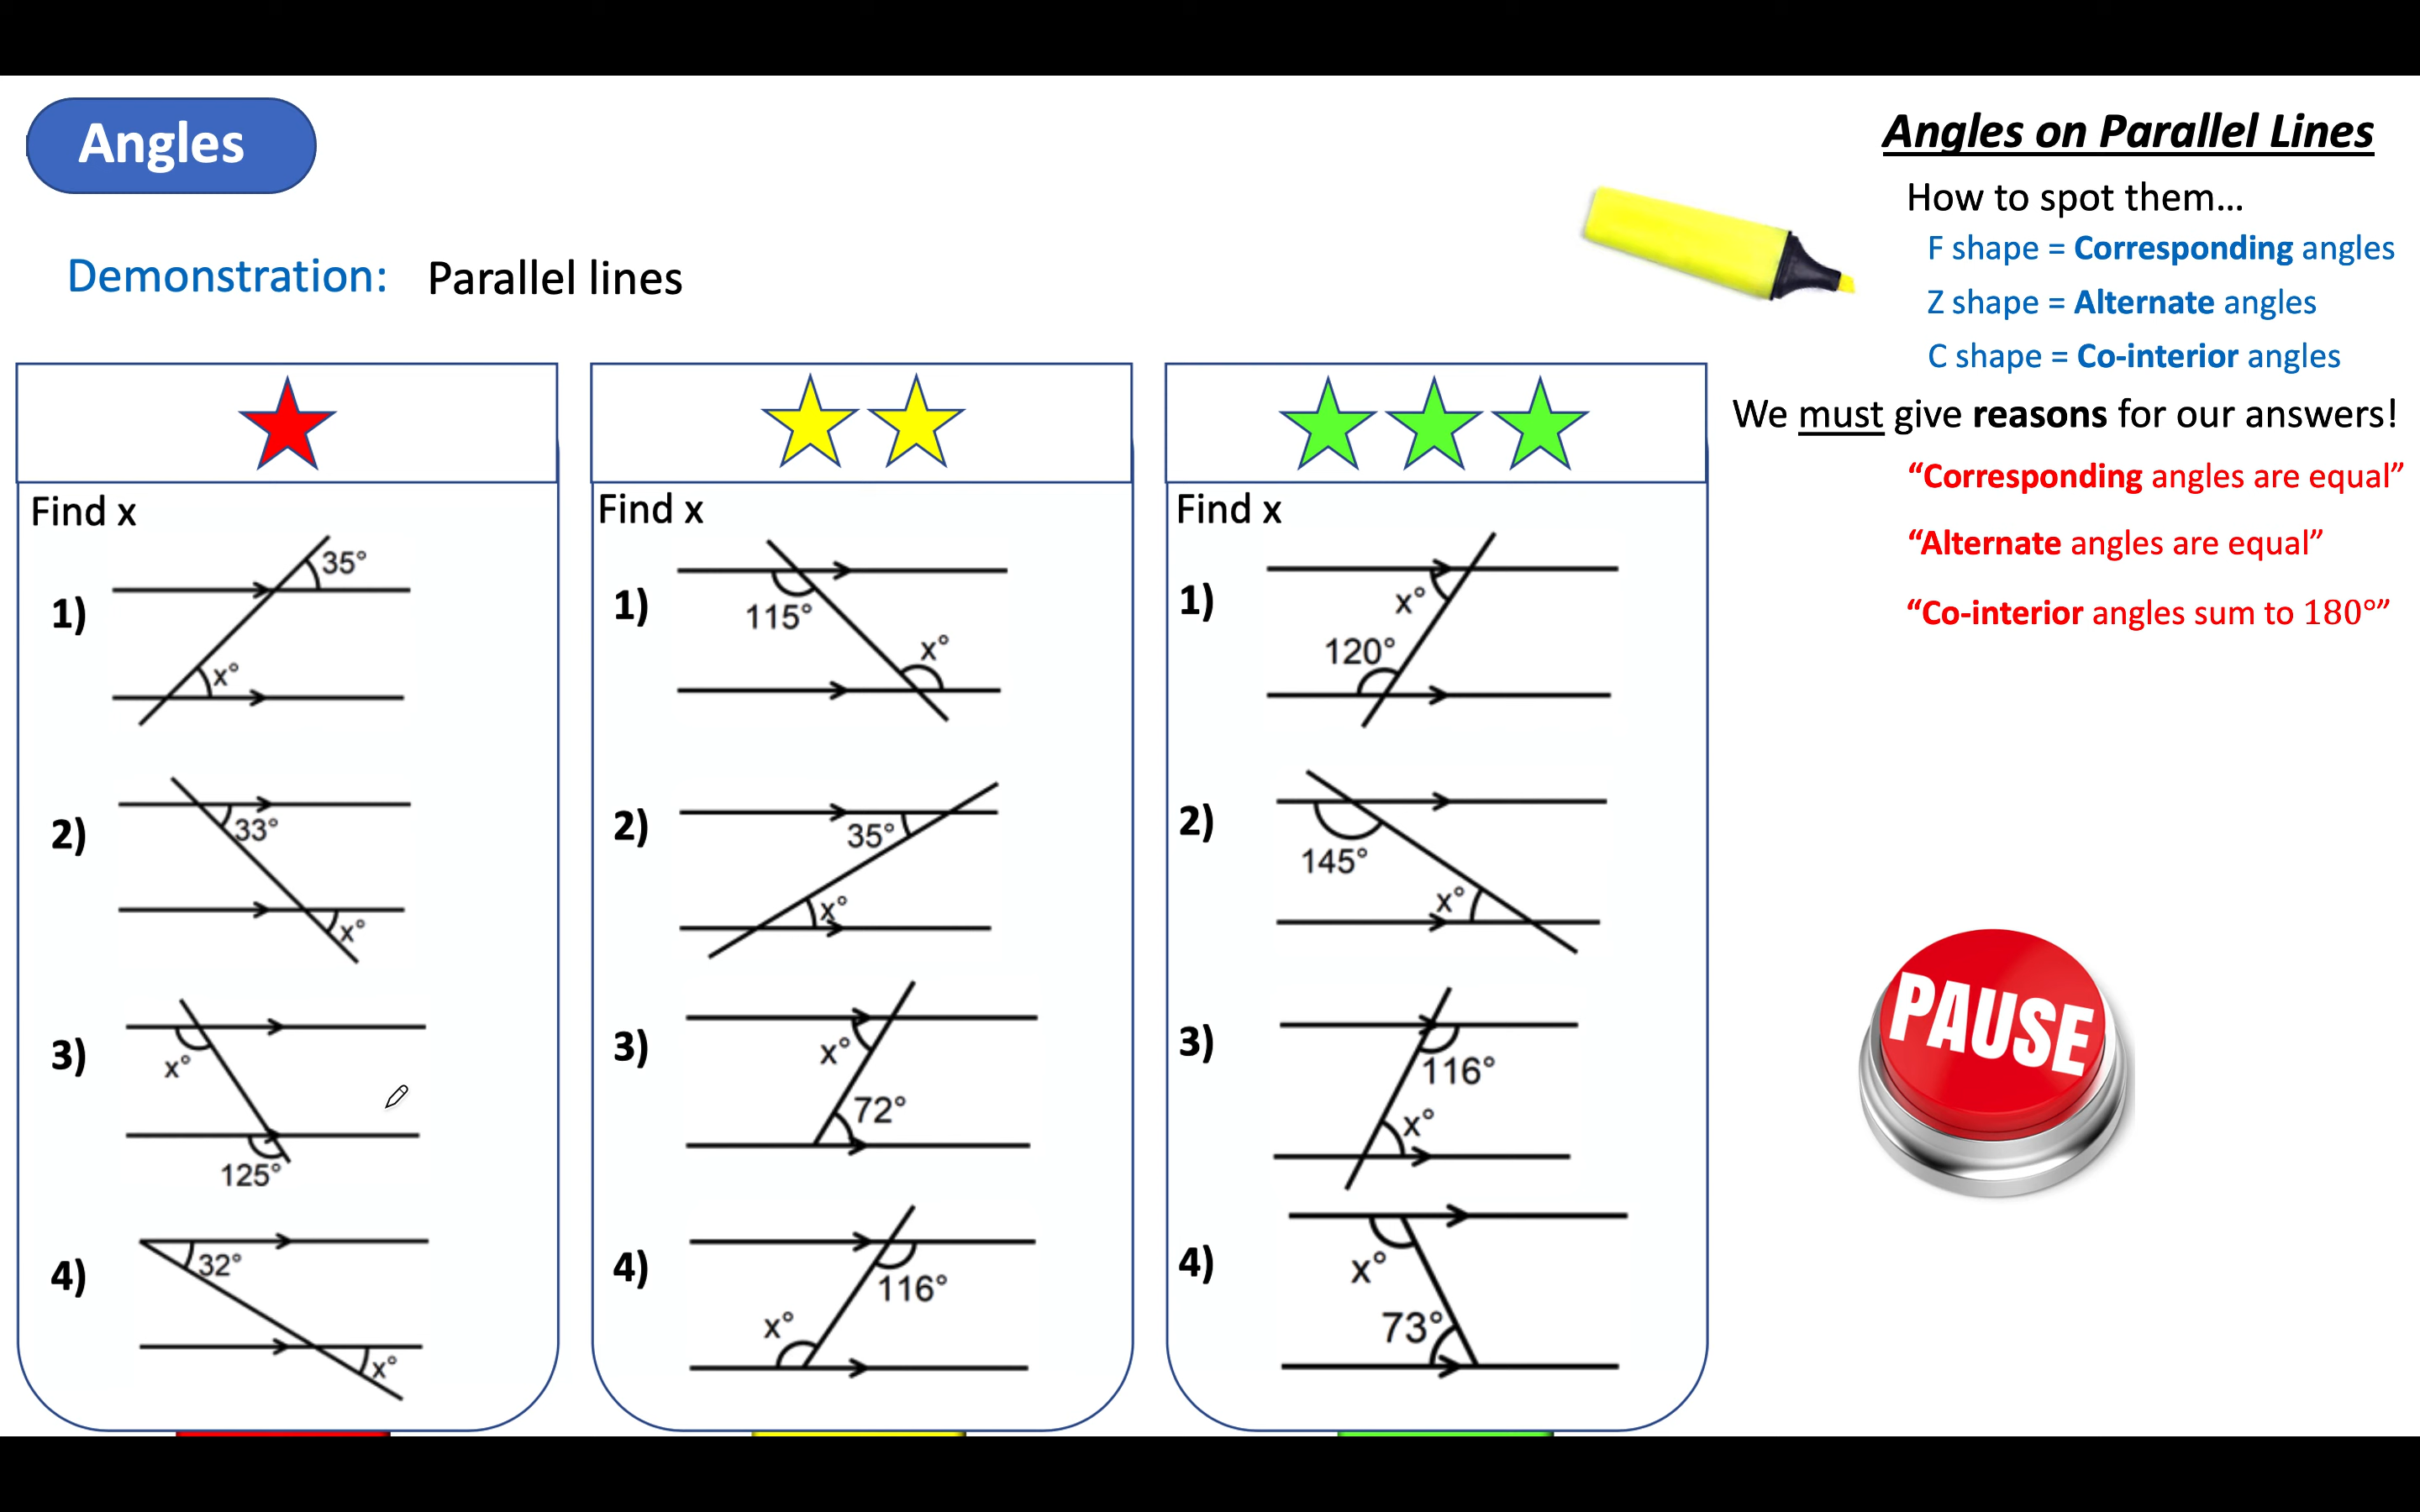 Angles
Demonstration: Parallel lines
Find x
1) 35° x°
2) 33° x°
3) x° 125°
4) 32° x°
Find x
1) 115° x°
2) 35° x°
3) x° 72°
4) 116° x°
Find x
1) x° 120°
2) 145° x°
3) 116° x°
4) x° 73°
Angles on Parallel Lines
How to spot them...
F shape = Corresponding angles
Z shape = Alternate angles
C shape = Co-interior angles
We must give reasons for our answers!
“Corresponding angles are equal”
“Alternate angles are equal”
“Co-interior angles sum to 180°”
PAUSE